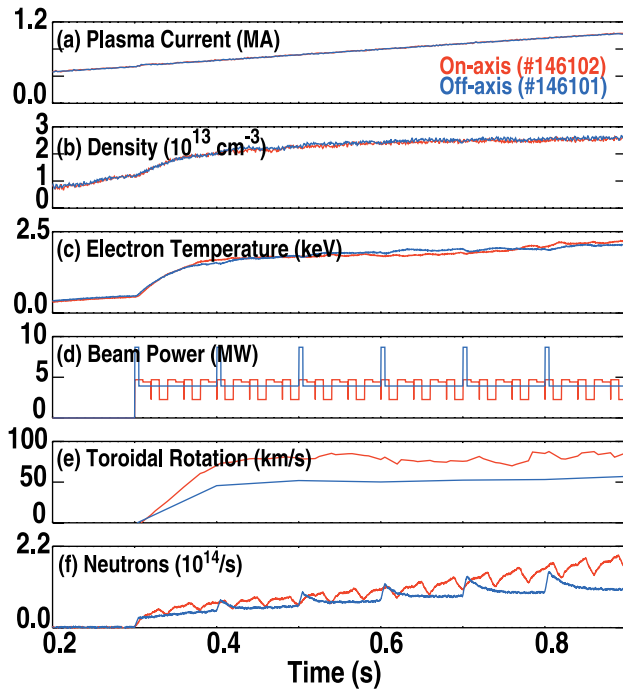 1.2
(a) Plasma Current (MA)
On-axis (#146102)
Off-axis (#146101)
0.0
3
(b) Density (10^13 cm^-3)
2
1
0
2.5
(c) Electron Temperature (keV)
0.0
10
(d) Beam Power (MW)
5
0
100
(e) Toroidal Rotation (km/s)
50
0
2.2
(f) Neutrons (10^14/s)
0.0
0.2 0.4 0.6 0.8
Time (s)